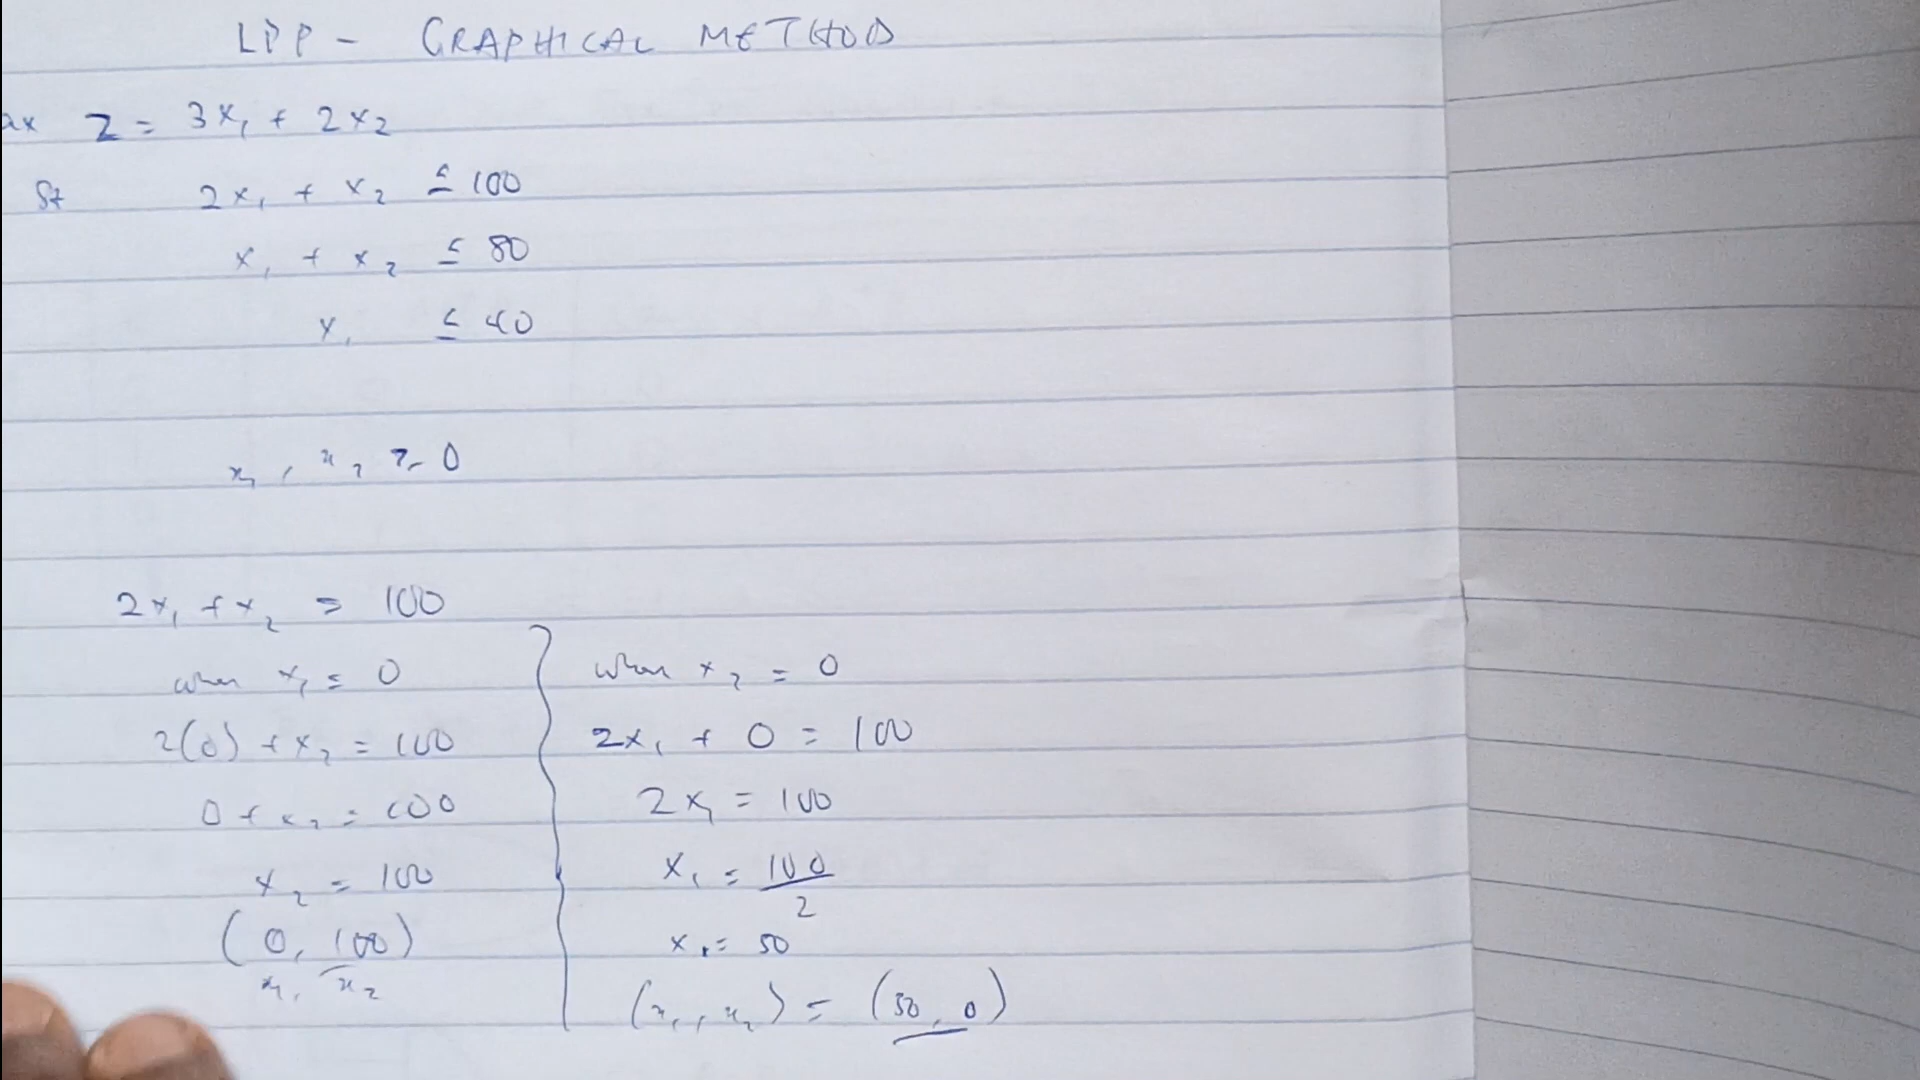 LPP - GRAPHICAL METHOD
ax Z = 3x₁ + 2x₂
St 2x₁ + x₂ ≤ 100
x₁ + x₂ ≤ 80
x₁ ≤ 40
x₁, x₂ ≥ 0
2x₁ + x₂ = 100
when x₁ = 0
2(0) + x₂ = 100
0 + x₂ = 100
x₂ = 100
(0, 100)
x₁, x₂
when x₂ = 0
2x₁ + 0 = 100
2x₁ = 100
x₁ = 100/2
x₁ = 50
(x₁, x₂) = (50, 0)